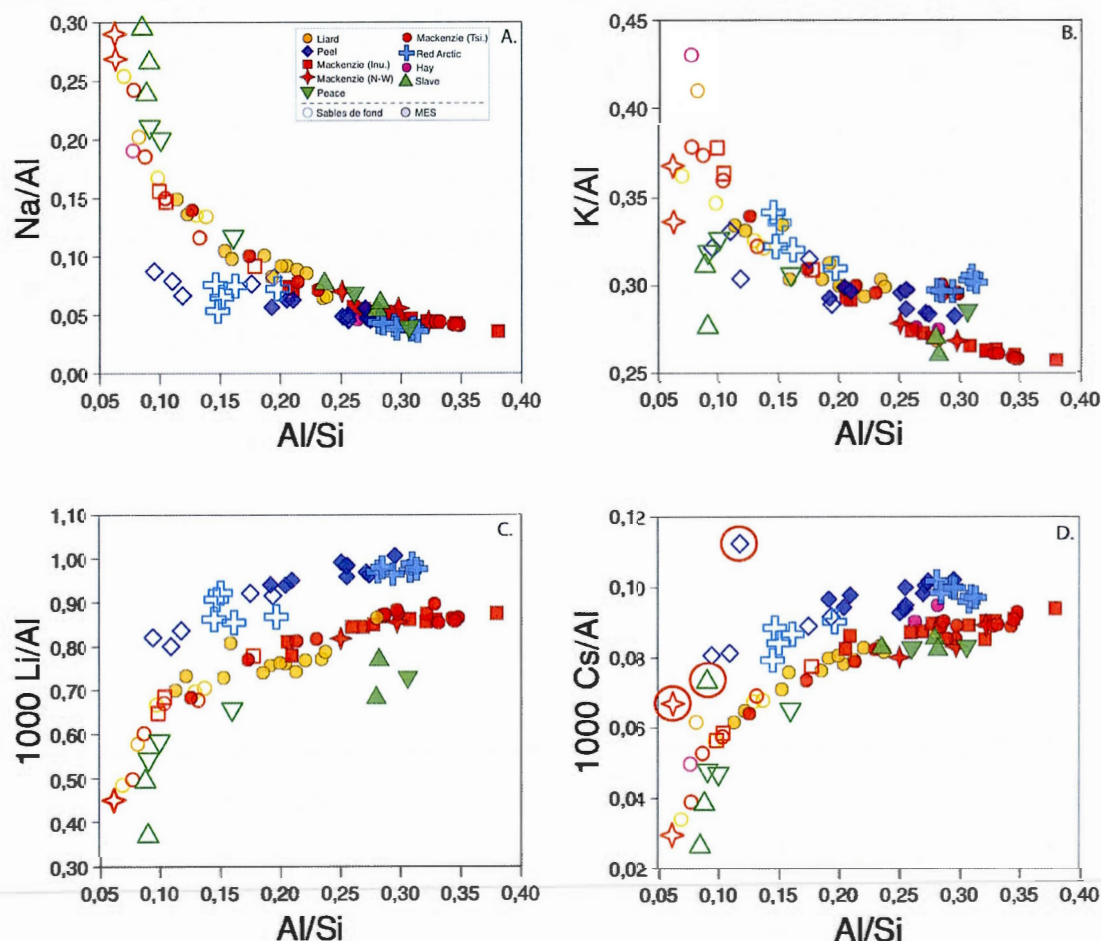 A.
Na/Al
0,30
0,25
0,20
0,15
0,10
0,05
0,00
0,05 0,10 0,15 0,20 0,25 0,30 0,35 0,40
Al/Si
Liard
Peel
Mackenzie (Inu.)
Mackenzie (N-W)
Peace
Mackenzie (Tsi.)
Red Arctic
Hay
Slave
Sables de fond
MES
B.
K/Al
0,45
0,40
0,35
0,30
0,25
0,05 0,10 0,15 0,20 0,25 0,30 0,35 0,40
Al/Si
C.
1000 Li/Al
1,10
1,00
0,90
0,80
0,70
0,60
0,50
0,40
0,30
0,05 0,10 0,15 0,20 0,25 0,30 0,35 0,40
Al/Si
D.
1000 Cs/Al
0,12
0,10
0,08
0,06
0,04
0,02
0,05 0,10 0,15 0,20 0,25 0,30 0,35 0,40
Al/Si